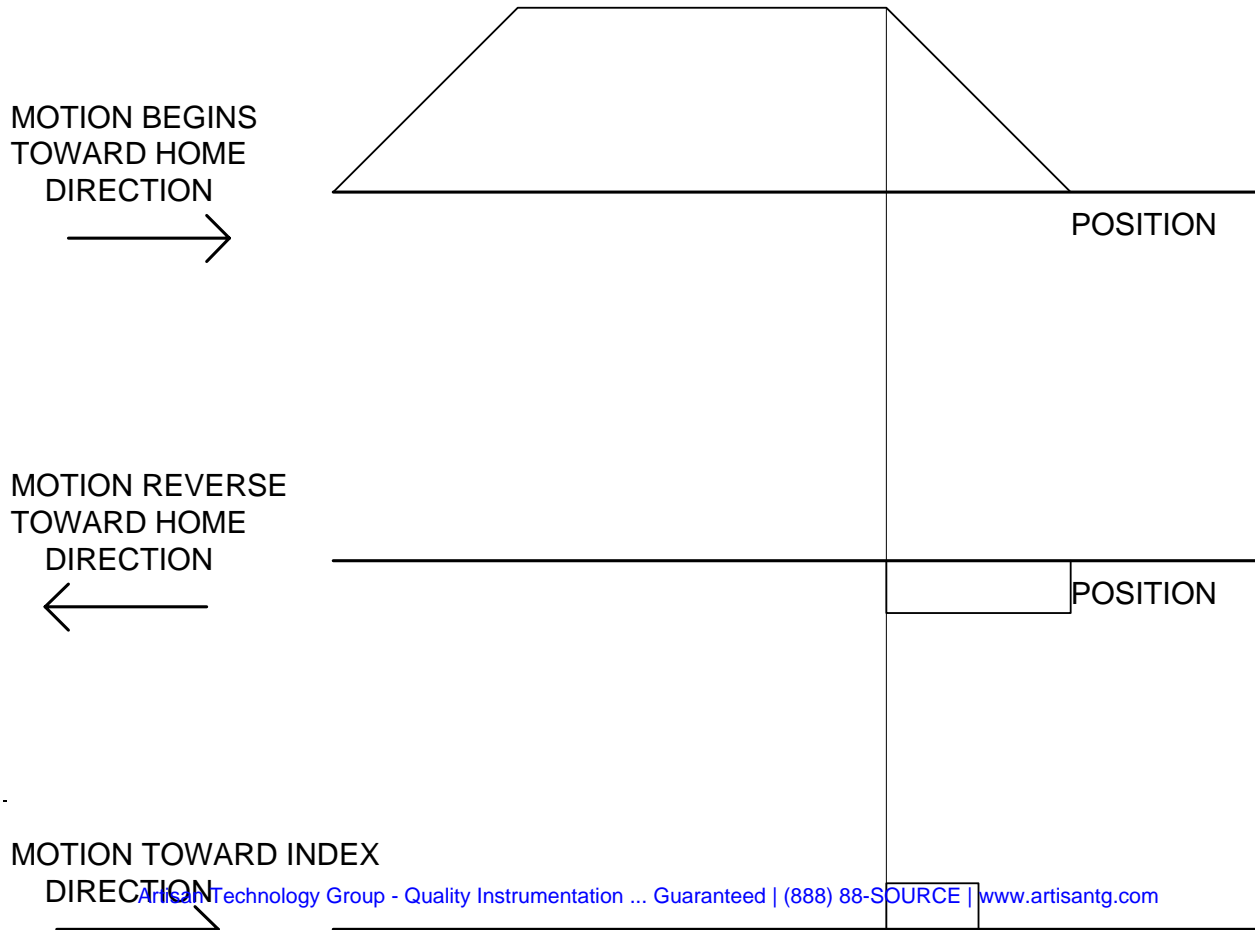 MOTION BEGINS
TOWARD HOME
DIRECTION
POSITION
MOTION REVERSE
TOWARD HOME
DIRECTION
POSITION
MOTION TOWARD INDEX
DIRECTION
Artisan Technology Group - Quality Instrumentation ... Guaranteed | (888) 88-SOURCE | www.artisantg.com